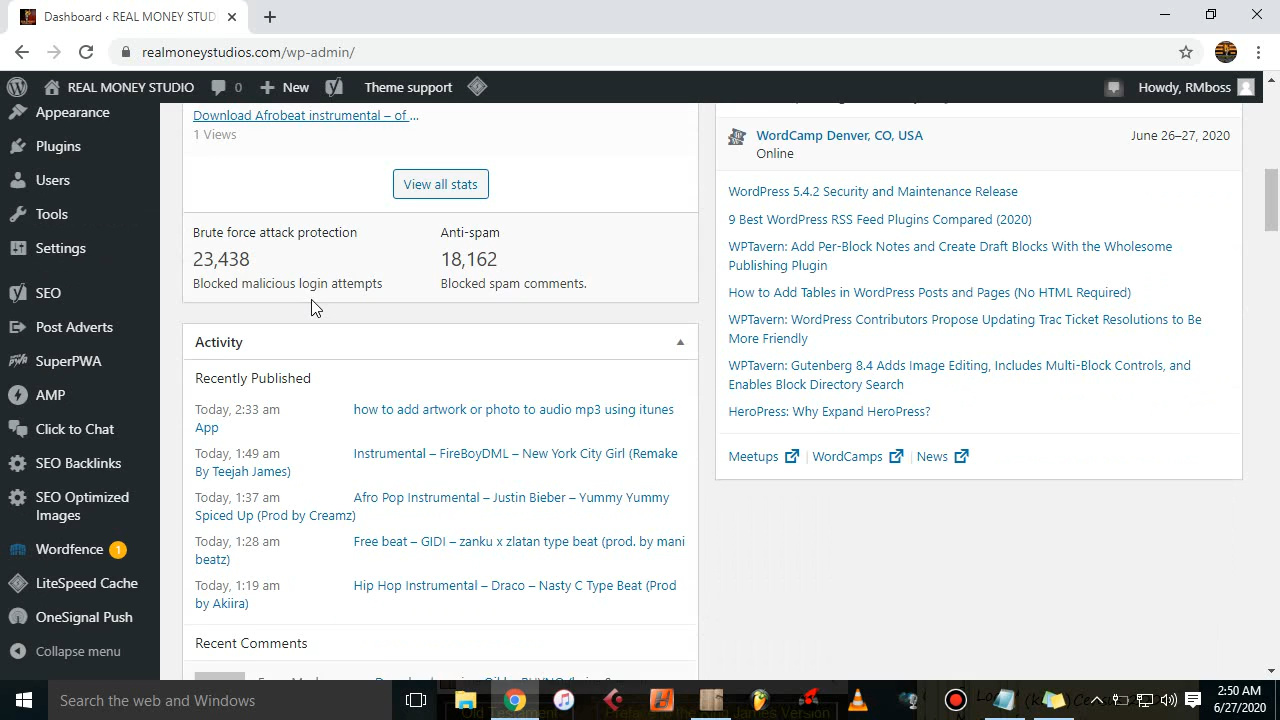 Dashboard ‹ REAL MONEY STUD
realmoneystudios.com/wp-admin/
REAL MONEY STUDIO 0 New Theme support Howdy, RMboss
Appearance
Plugins
Users
Tools
Settings
SEO
Post Adverts
SuperPWA
AMP
Click to Chat
SEO Backlinks
SEO Optimized
Images
Wordfence 1
LiteSpeed Cache
OneSignal Push
Collapse menu
Download Afrobeat instrumental – of ...
1 Views
View all stats
Brute force attack protection
23,438
Blocked malicious login attempts
Anti-spam
18,162
Blocked spam comments.
Activity
Recently Published
Today, 2:33 am how to add artwork or photo to audio mp3 using itunes
App
Today, 1:49 am Instrumental – FireBoyDML – New York City Girl (Remake
By Teejah James)
Today, 1:37 am Afro Pop Instrumental – Justin Bieber – Yummy Yummy
Spiced Up (Prod by Creamz)
Today, 1:28 am Free beat – GIDI – zanku x zlatan type beat (prod. by mani
beatz)
Today, 1:19 am Hip Hop Instrumental – Draco – Nasty C Type Beat (Prod
by Akiira)
Recent Comments
WordCamp Denver, CO, USA June 26–27, 2020
Online
WordPress 5.4.2 Security and Maintenance Release
9 Best WordPress RSS Feed Plugins Compared (2020)
WPTavern: Add Per-Block Notes and Create Draft Blocks With the Wholesome
Publishing Plugin
How to Add Tables in WordPress Posts and Pages (No HTML Required)
WPTavern: WordPress Contributors Propose Updating Trac Ticket Resolutions to Be
More Friendly
WPTavern: Gutenberg 8.4 Adds Image Editing, Includes Multi-Block Controls, and
Enables Block Directory Search
HeroPress: Why Expand HeroPress?
Meetups | WordCamps | News
Search the web and Windows
2:50 AM
6/27/2020